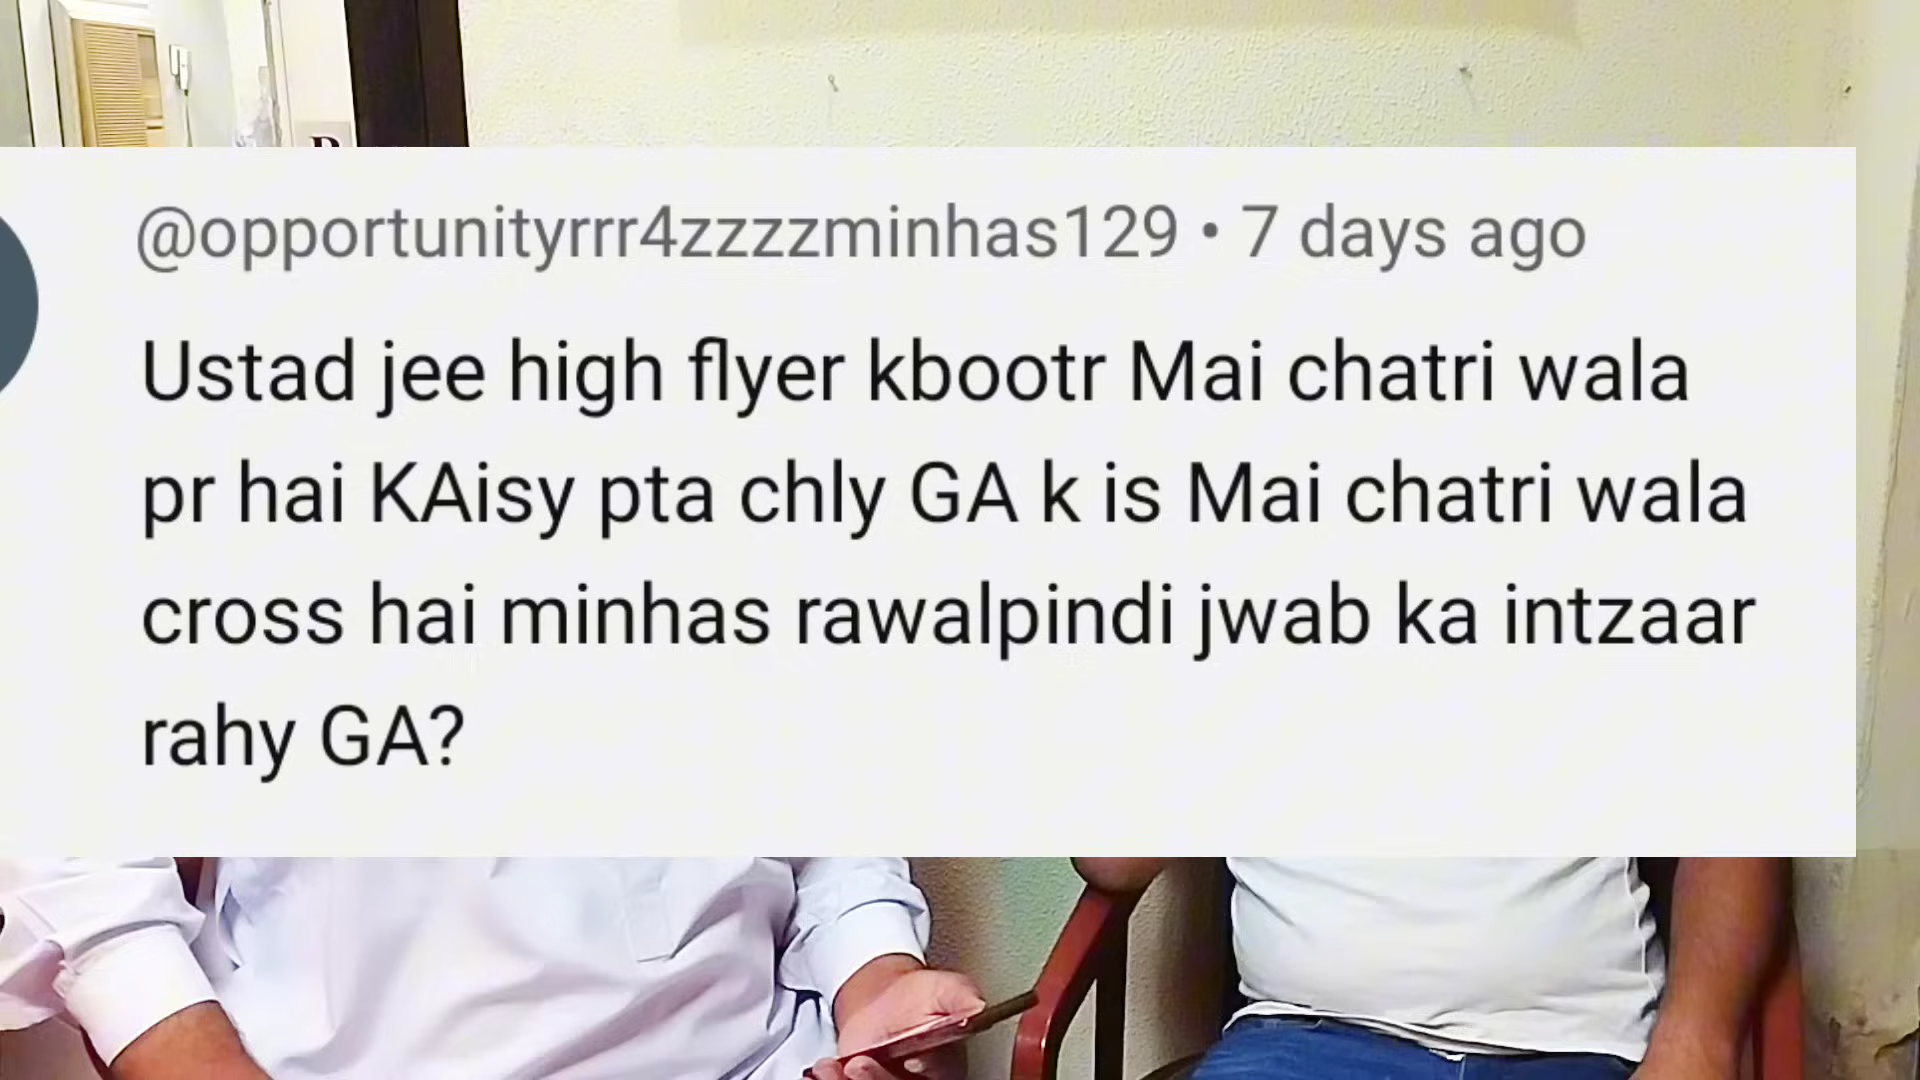 @opportunityrrr4zzzzminhas129 • 7 days ago
Ustad jee high flyer kbootr Mai chatri wala
pr hai KAisy pta chly GA k is Mai chatri wala
cross hai minhas rawalpindi jwab ka intzaar
rahy GA?